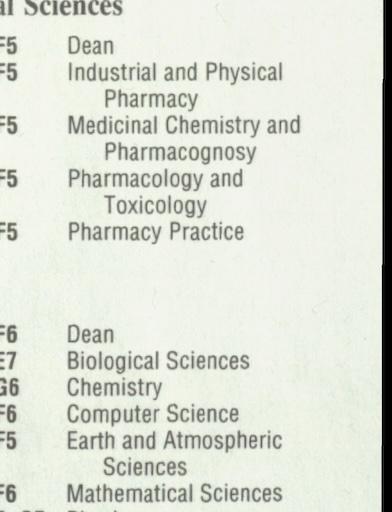 al Sciences
F5 Dean
F5 Industrial and Physical
Pharmacy
F5 Medicinal Chemistry and
Pharmacognosy
F5 Pharmacology and
Toxicology
F5 Pharmacy Practice
F6 Dean
E7 Biological Sciences
G6 Chemistry
F6 Computer Science
F5 Earth and Atmospheric
Sciences
F6 Mathematical Sciences